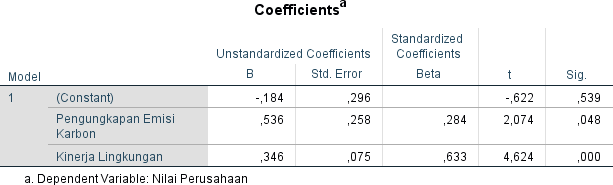 Coefficientsa
Unstandardized Coefficients Standardized Coefficients
Model B Std. Error Beta t Sig.
1 (Constant) -,184 ,296 -,622 ,539
Pengungkapan Emisi Karbon ,536 ,258 ,284 2,074 ,048
Kinerja Lingkungan ,346 ,075 ,633 4,624 ,000
a. Dependent Variable: Nilai Perusahaan